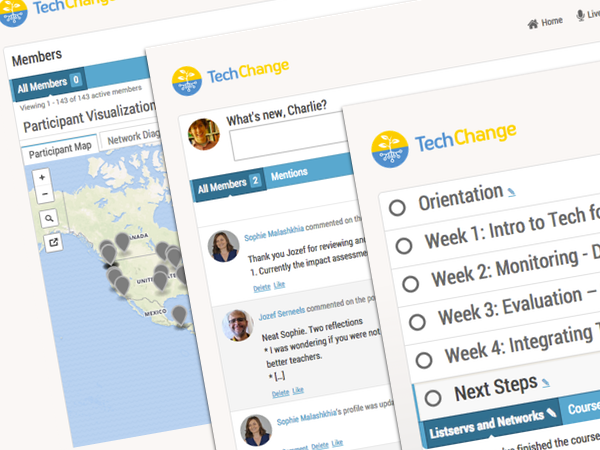 TechChange
Members
All Members 0
Viewing 1 - 143 of 143 active members
Participant Visualization
Participant Map
Network Diag
+
−
CANADA
UNITED STATES
MEXICO
TechChange
What's new, Charlie?
All Members 2
Mentions
Sophie Malashkhia commented on the
Thank you Jozef for reviewing an
1. Currently the impact assessme
Delete Like
Jozef Serneels commented on the po
Neat Sophie. Two reflections
* I was wondering if you were not
better teachers.
* [...]
Delete Like
Sophie Malashkhia's profile was upda
Comment Delete Like
Home
Live
TechChange
Orientation
Week 1: Intro to Tech fo
Week 2: Monitoring - D
Week 3: Evaluation –
Week 4: Integrating T
Next Steps
Listservs and Networks
Course
've finished the course